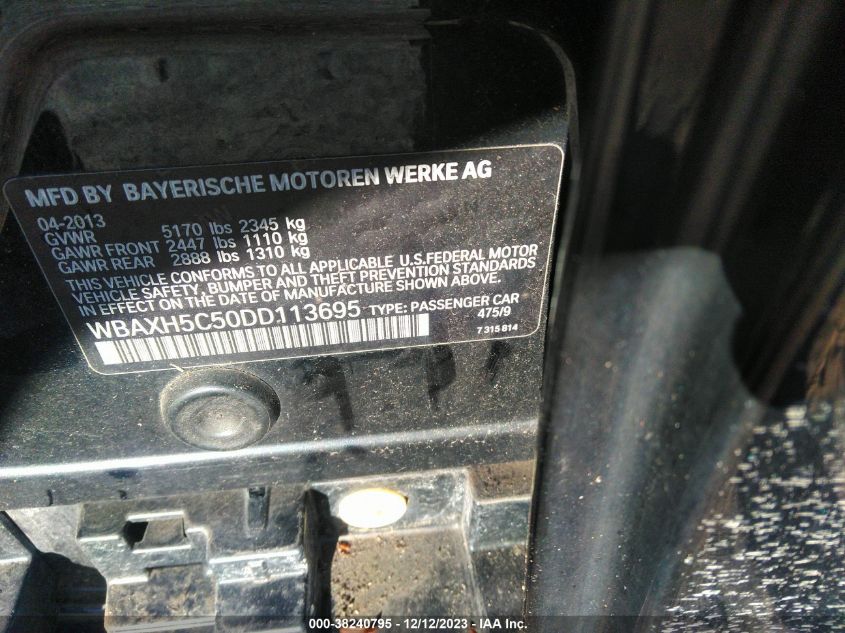 MFD BY BAYERISCHE MOTOREN WERKE AG
04-2013
GVWR 5170 lbs 2345 kg
GAWR FRONT 2447 lbs 1110 kg
GAWR REAR 2888 lbs 1310 kg
THIS VEHICLE CONFORMS TO ALL APPLICABLE U.S.FEDERAL MOTOR
VEHICLE SAFETY, BUMPER AND THEFT PREVENTION STANDARDS
IN EFFECT ON THE DATE OF MANUFACTURE SHOWN ABOVE.
WBAXH5C50DD113695 TYPE: PASSENGER CAR
475/9
7 315 814
000-38240795 - 12/12/2023 - IAA Inc.